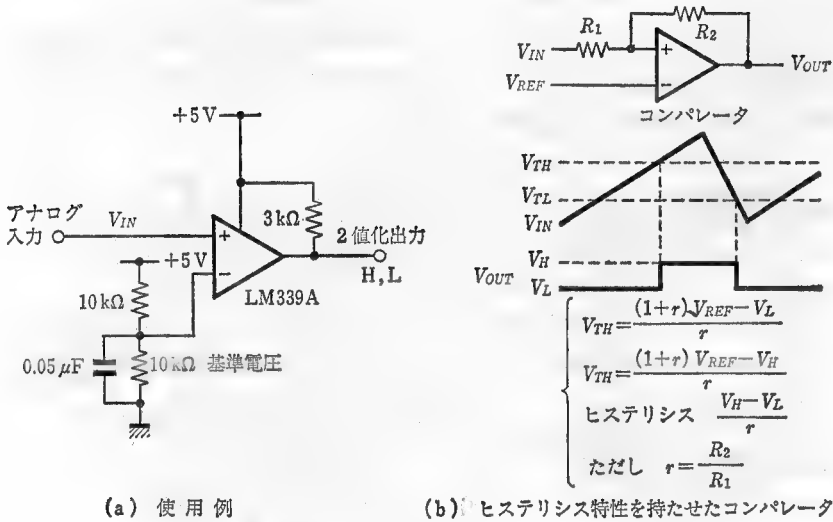 +5V
アナログ
入力
V_IN
+
−
3kΩ
2値化出力
H, L
LM339A
+5V
10kΩ
0.05μF
10kΩ 基準電圧
(a) 使用例
R_1
R_2
V_IN
V_REF
+
−
V_OUT
コンパレータ
V_TH
V_TL
V_IN
V_OUT
V_H
V_L
V_TH = ((1+r) V_REF − V_L) / r
V_TH = ((1+r) V_REF − V_H) / r
ヒステリシス (V_H − V_L) / r
ただし r = R_2 / R_1
(b) ヒステリシス特性を持たせたコンパレータ